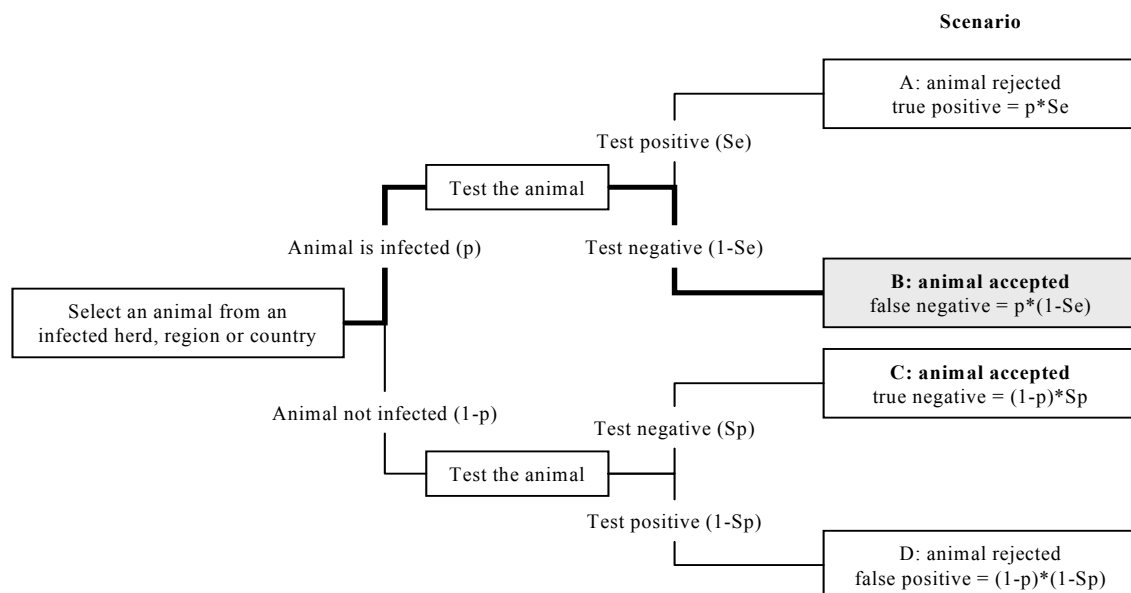 Scenario
A: animal rejected
true positive = p*Se
Test positive (Se)
Test the animal
Animal is infected (p)
Test negative (1-Se)
B: animal accepted
false negative = p*(1-Se)
Select an animal from an
infected herd, region or country
C: animal accepted
true negative = (1-p)*Sp
Animal not infected (1-p)
Test negative (Sp)
Test the animal
Test positive (1-Sp)
D: animal rejected
false positive = (1-p)*(1-Sp)